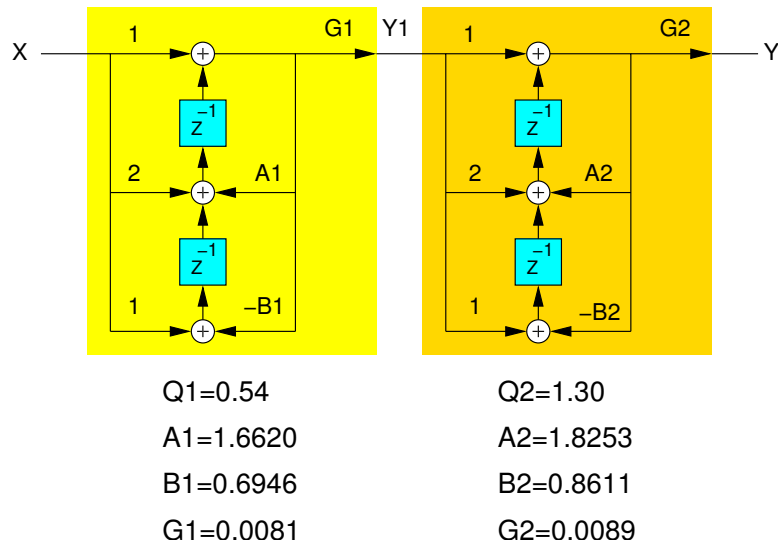 1 G1 Y1 1 G2
X Y
-1 -1
Z Z
2 A1 2 A2
-1 -1
Z Z
1 –B1 1 –B2
Q1=0.54 Q2=1.30
A1=1.6620 A2=1.8253
B1=0.6946 B2=0.8611
G1=0.0081 G2=0.0089